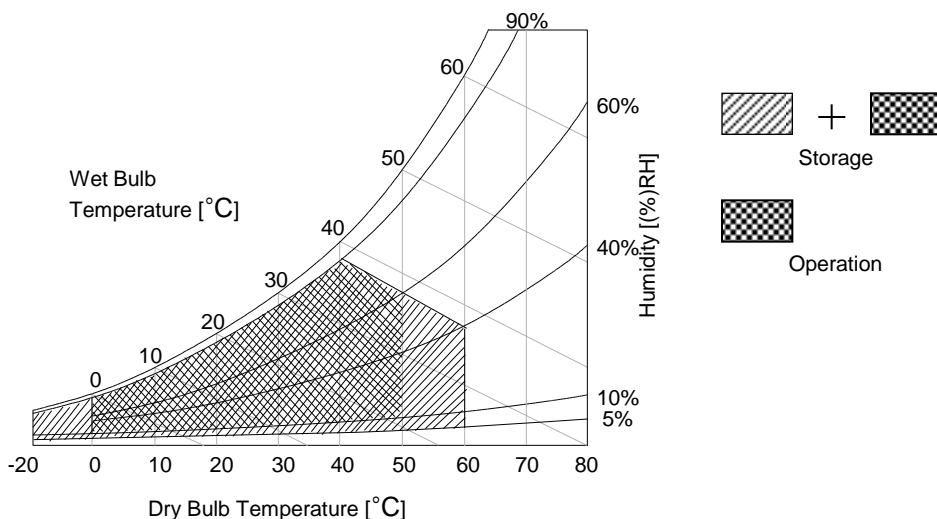 90%
60
60%
50
Wet Bulb
Temperature [°C]
40
30
20
10
0
40%
10%
5%
Humidity [(%)RH]
-20 0 10 20 30 40 50 60 70 80
Dry Bulb Temperature [°C]
+
Storage
Operation